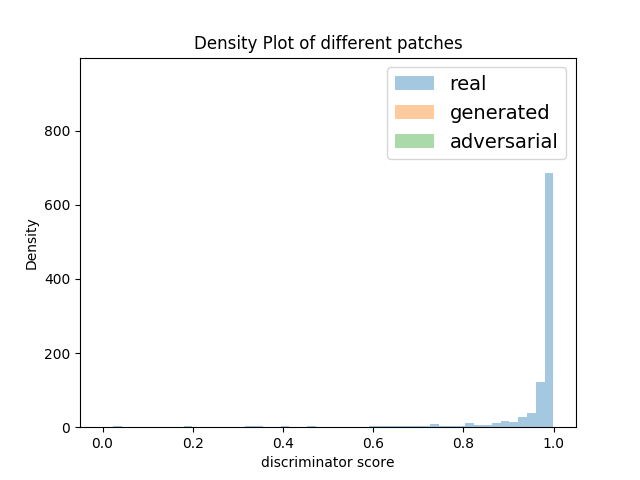 Density Plot of different patches
real
generated
adversarial
800
600
400
200
0
Density
0.0 0.2 0.4 0.6 0.8 1.0
discriminator score